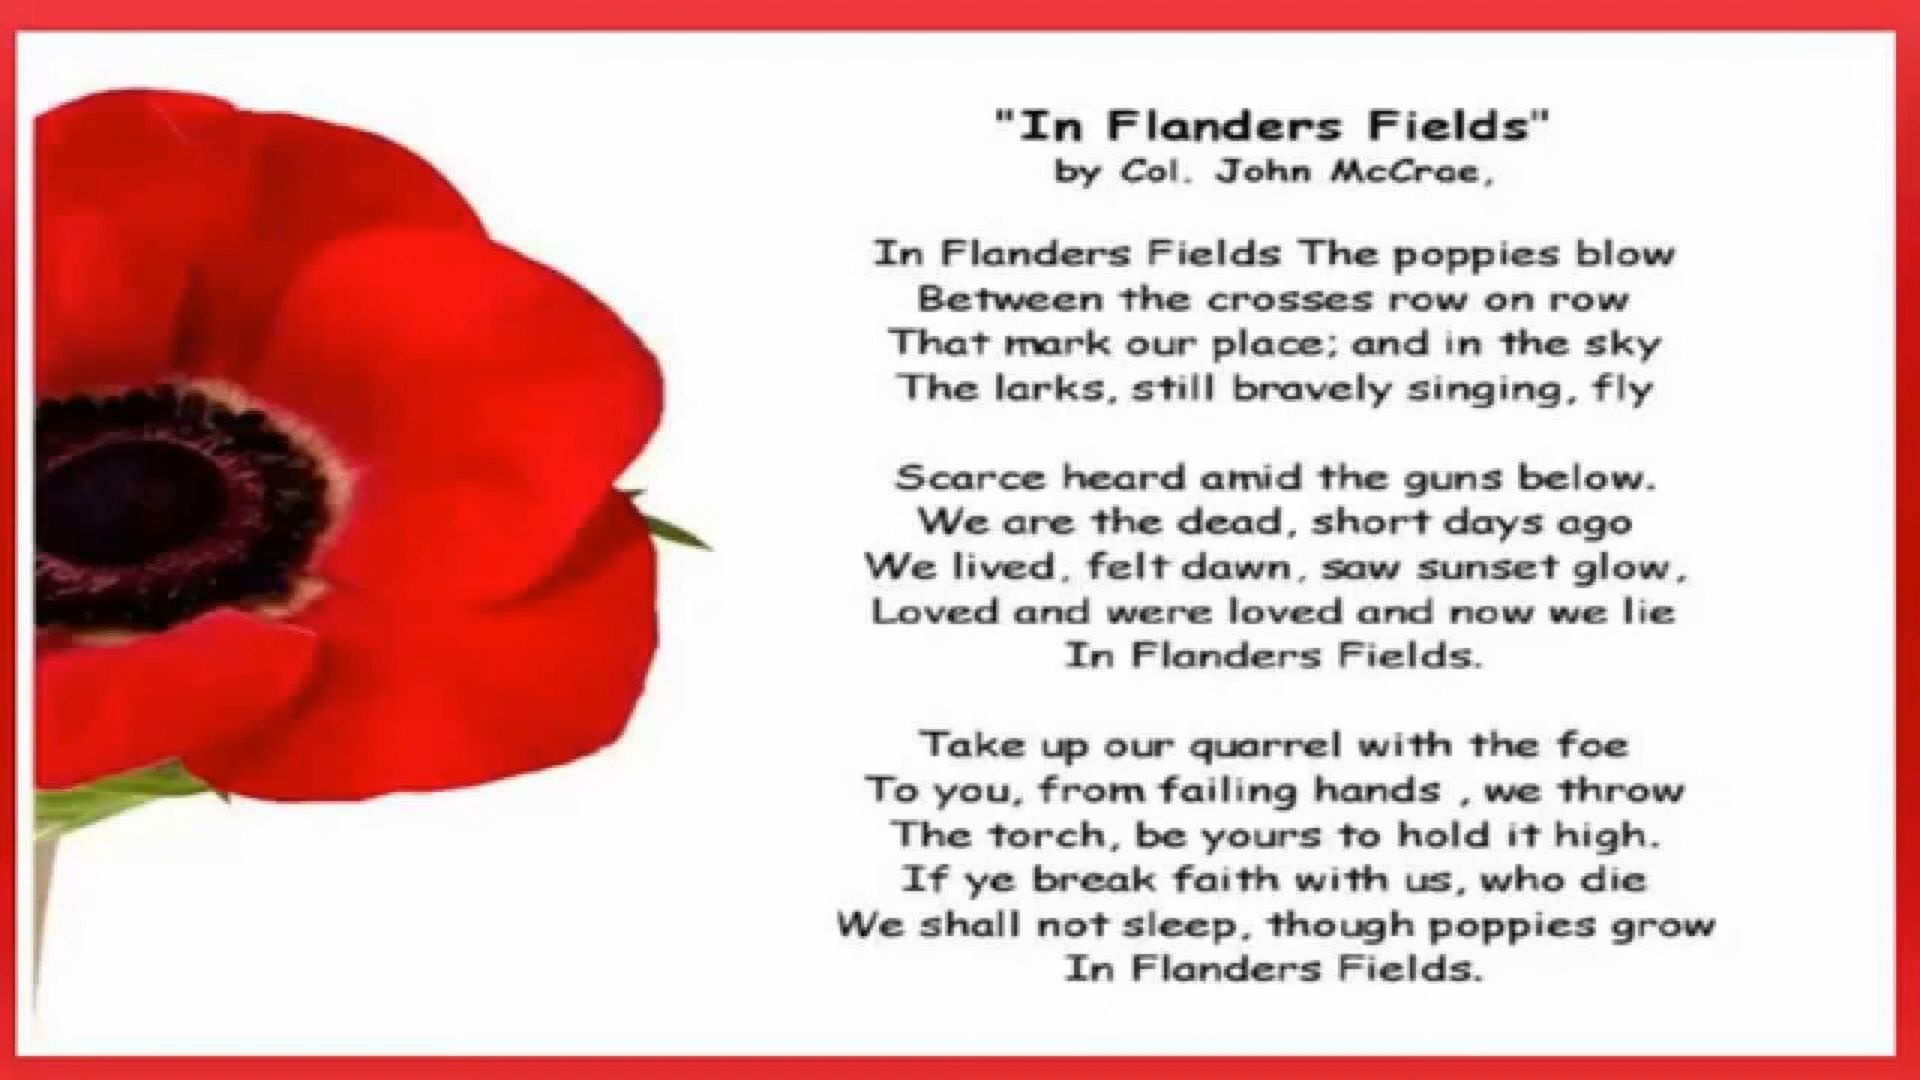 "In Flanders Fields"
by Col. John McCrae,
In Flanders Fields The poppies blow
Between the crosses row on row
That mark our place; and in the sky
The larks, still bravely singing, fly
Scarce heard amid the guns below.
We are the dead, short days ago
We lived, felt dawn, saw sunset glow,
Loved and were loved and now we lie
In Flanders Fields.
Take up our quarrel with the foe
To you, from failing hands , we throw
The torch, be yours to hold it high.
If ye break faith with us, who die
We shall not sleep, though poppies grow
In Flanders Fields.